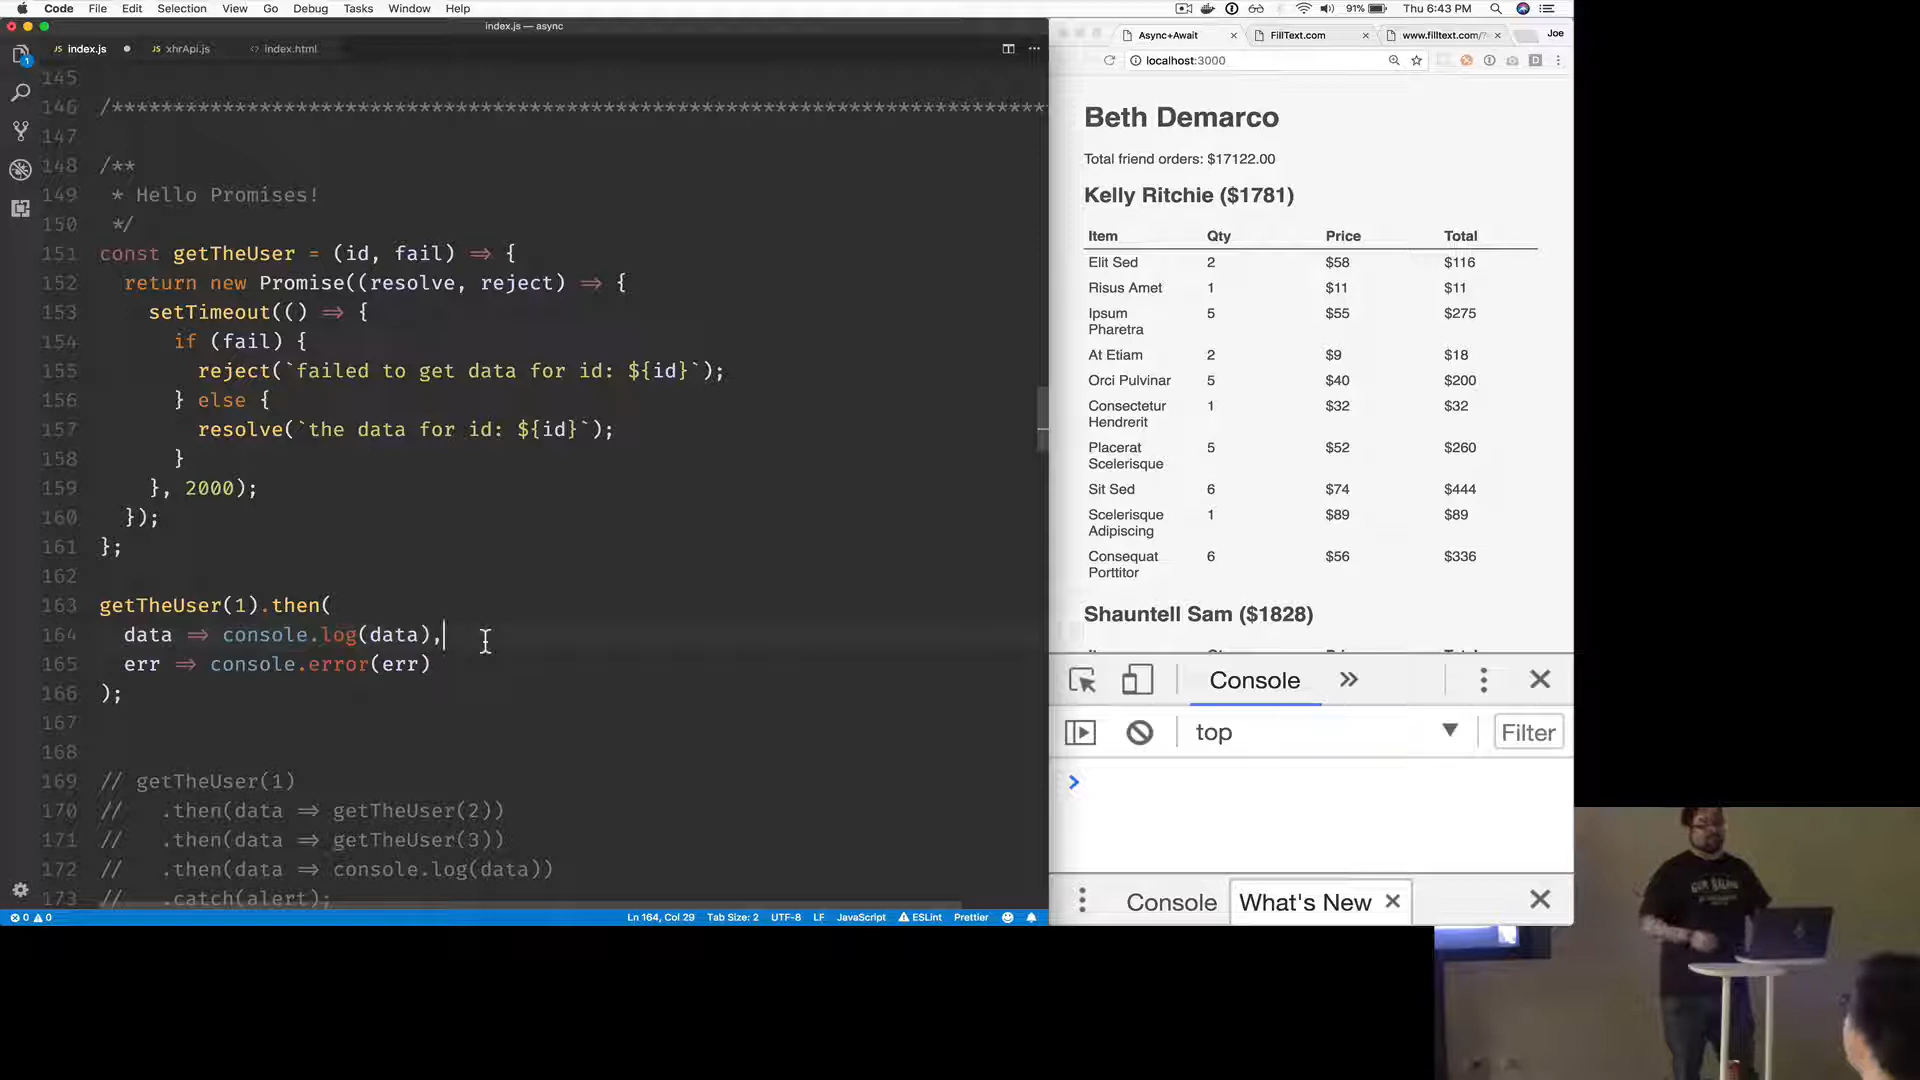 Code File Edit Selection View Go Debug Tasks Window Help
91% Thu 6:43 PM
index.js — async
index.js xhrApi.js <> index.html
145
146 /****************************************************************************
147
148 /**
149 * Hello Promises!
150 */
151 const getTheUser = (id, fail) => {
152 return new Promise((resolve, reject) => {
153 setTimeout(() => {
154 if (fail) {
155 reject(`failed to get data for id: ${id}`);
156 } else {
157 resolve(`the data for id: ${id}`);
158 }
159 }, 2000);
160 });
161 };
162
163 getTheUser(1).then(
164 data => console.log(data),
165 err => console.error(err)
166 );
167
168
169 // getTheUser(1)
170 // .then(data => getTheUser(2))
171 // .then(data => getTheUser(3))
172 // .then(data => console.log(data))
173 // .catch(alert);
0 0 Ln 164, Col 29 Tab Size: 2 UTF-8 LF JavaScript ESLint Prettier
Async+Await FillText.com www.filltext.com/? Joe
localhost:3000
Beth Demarco
Total friend orders: $17122.00
Kelly Ritchie ($1781)
Item Qty Price Total
Elit Sed 2 $58 $116
Risus Amet 1 $11 $11
Ipsum Pharetra 5 $55 $275
At Etiam 2 $9 $18
Orci Pulvinar 5 $40 $200
Consectetur Hendrerit 1 $32 $32
Placerat Scelerisque 5 $52 $260
Sit Sed 6 $74 $444
Scelerisque Adipiscing 1 $89 $89
Consequat Porttitor 6 $56 $336
Shauntell Sam ($1828)
Console »
top Filter
>
Console What's New